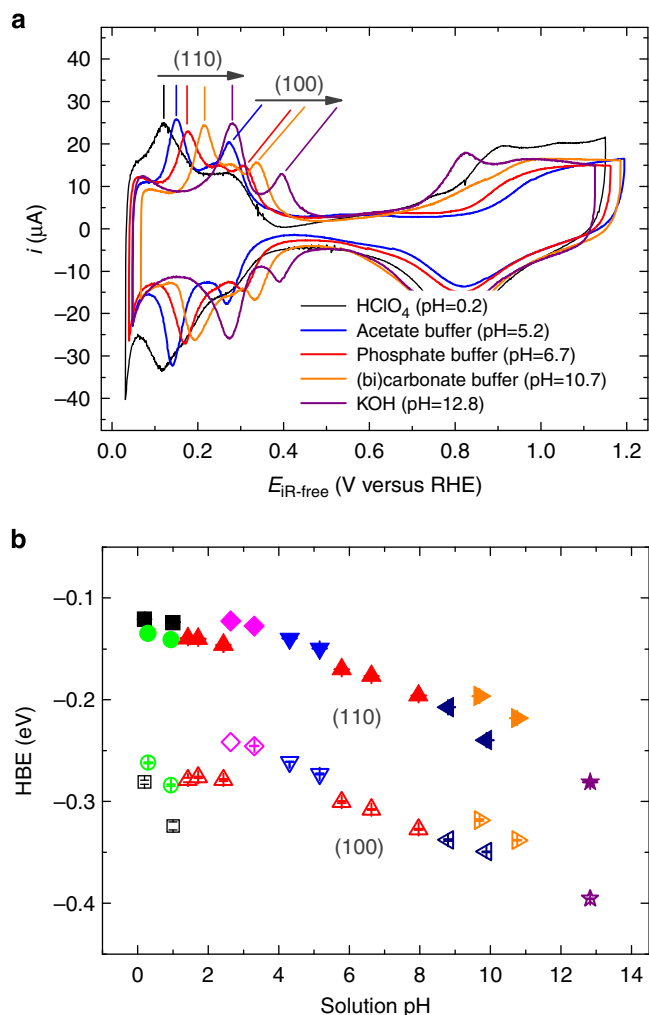 a
40
30
20
10
0
−10
−20
−30
−40
i (μA)
(110)
(100)
HClO₄ (pH=0.2)
Acetate buffer (pH=5.2)
Phosphate buffer (pH=6.7)
(bi)carbonate buffer (pH=10.7)
KOH (pH=12.8)
0.0 0.2 0.4 0.6 0.8 1.0 1.2
E iR-free (V versus RHE)
b
−0.1
−0.2
−0.3
−0.4
HBE (eV)
(110)
(100)
0 2 4 6 8 10 12 14
Solution pH